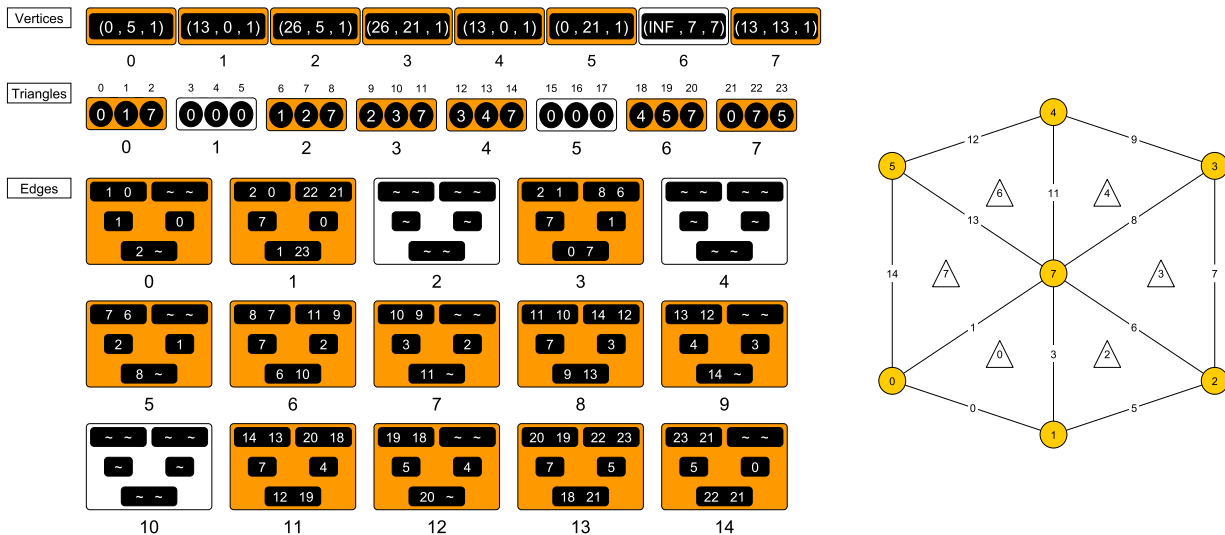 Vertices
(0 , 5 , 1) (13 , 0 , 1) (26 , 5 , 1) (26 , 21 , 1) (13 , 0 , 1) (0 , 21 , 1) (INF , 7 , 7) (13 , 13 , 1)
0 1 2 3 4 5 6 7
Triangles
0 1 2 3 4 5 6 7 8 9 10 11 12 13 14 15 16 17 18 19 20 21 22 23
0 1 7 0 0 0 1 2 7 2 3 7 3 4 7 0 0 0 4 5 7 0 7 5
0 1 2 3 4 5 6 7
Edges
1 0 ~ ~ 2 0 22 21 ~ ~ ~ ~ 2 1 8 6 ~ ~ ~ ~
1 0 7 0 ~ ~ 7 1 ~ ~
2 ~ 1 23 ~ ~ 0 7 ~ ~
0 1 2 3 4
7 6 ~ ~ 8 7 11 9 10 9 ~ ~ 11 10 14 12 13 12 ~ ~
2 1 7 2 3 2 7 3 4 3
8 ~ 6 10 11 ~ 9 13 14 ~
5 6 7 8 9
~ ~ ~ ~ 14 13 20 18 19 18 ~ ~ 20 19 22 23 23 21 ~ ~
~ ~ 7 4 5 4 7 5 5 0
~ ~ 12 19 20 ~ 18 21 22 21
10 11 12 13 14
4
12 9
5 3
6 11 4
13 8
14 7 7 3 7
1 6
0 3 2
0 2
0 5
1